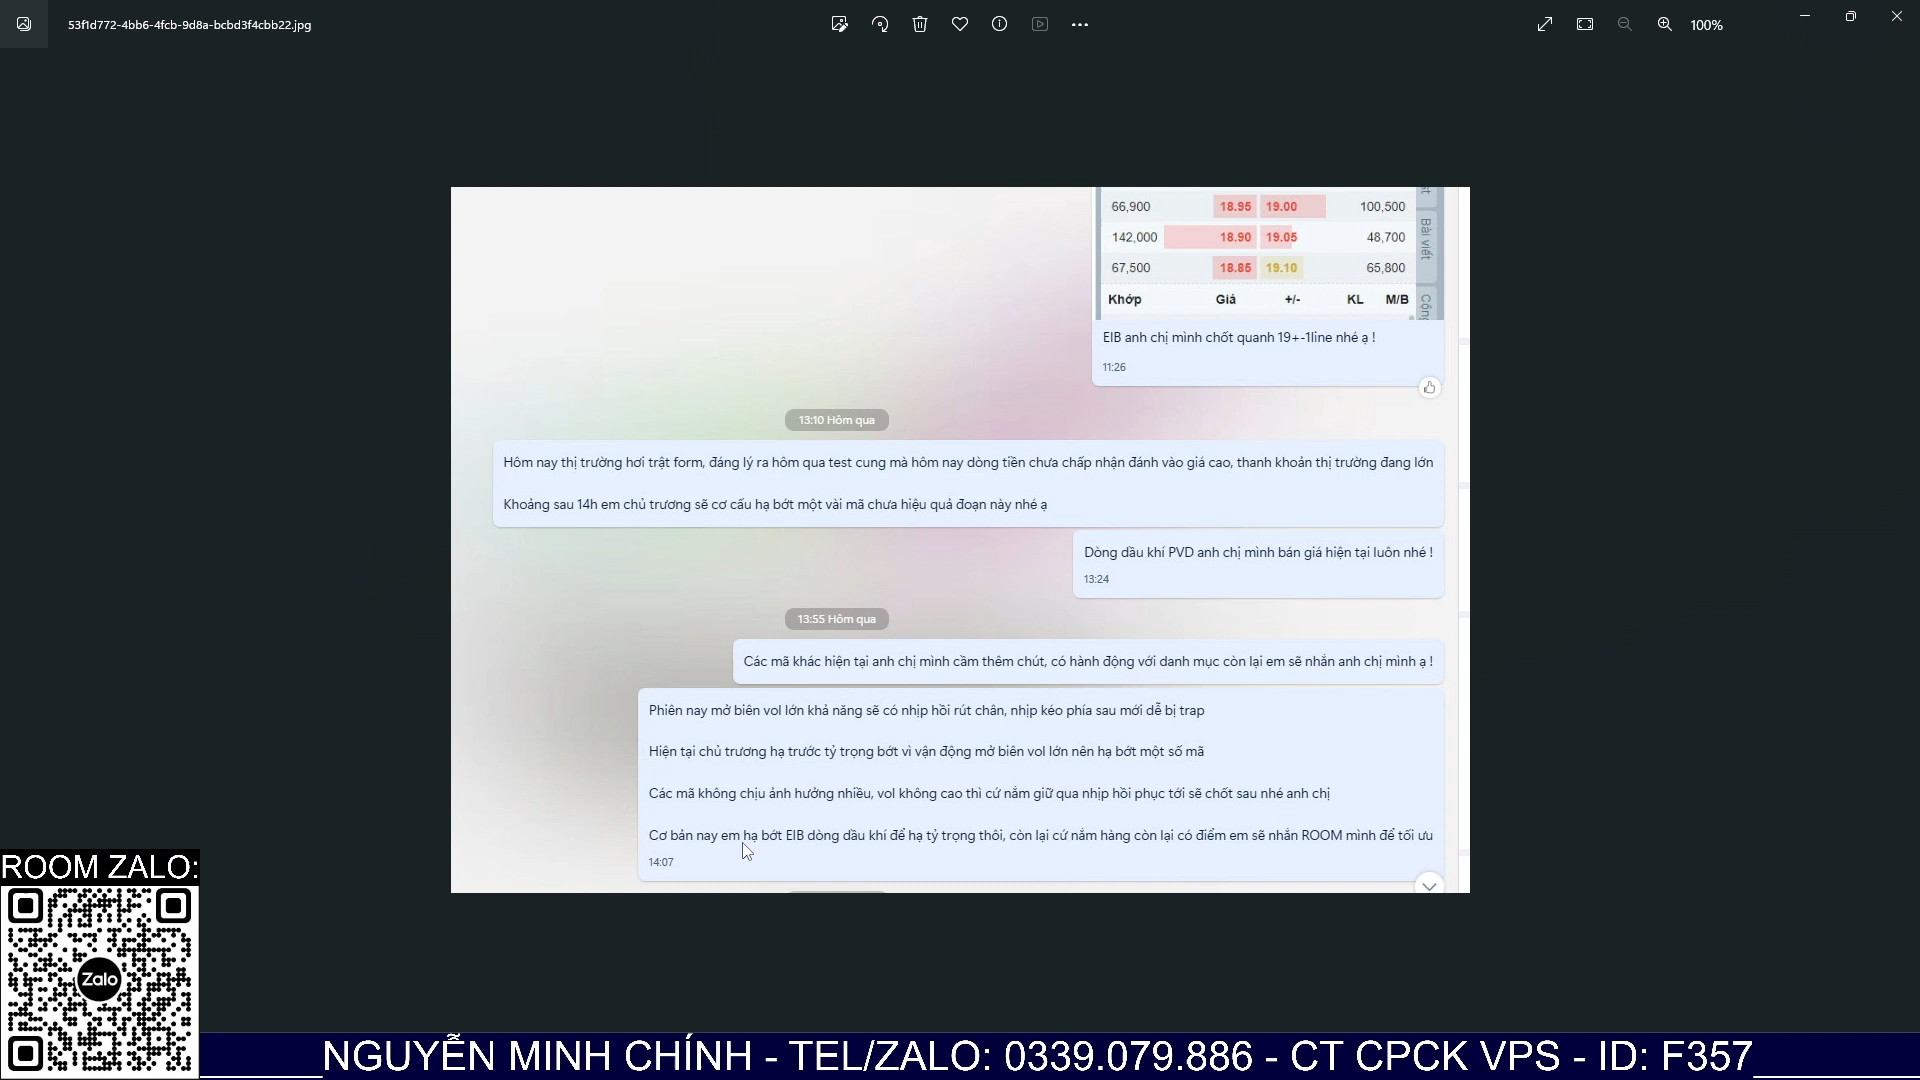 53f1d772-4bb6-4fcb-9d8a-bcbd3f4cbb22.jpg
100%
66,900 18.95 19.00 100,500
142,000 18.90 19.05 48,700
67,500 18.85 19.10 65,800
Bài viết
Khớp Giá +/- KL M/B
EIB anh chị mình chốt quanh 19+-1line nhé ạ !
11:26
13:10 Hôm qua
Hôm nay thị trường hơi trật form, đáng lý ra hôm qua test cung mà hôm nay dòng tiền chưa chấp nhận đánh vào giá cao, thanh khoản thị trường đang lớn
Khoảng sau 14h em chủ trương sẽ cơ cấu hạ bớt một vài mã chưa hiệu quả đoạn này nhé ạ
Dòng dầu khí PVD anh chị mình bán giá hiện tại luôn nhé !
13:24
13:55 Hôm qua
Các mã khác hiện tại anh chị mình cầm thêm chút, có hành động với danh mục còn lại em sẽ nhắn anh chị mình ạ !
Phiên nay mở biên vol lớn khả năng sẽ có nhịp hồi rút chân, nhịp kéo phía sau mới dễ bị trap
Hiện tại chủ trương hạ trước tỷ trọng bớt vì vận động mở biên vol lớn nên hạ bớt một số mã
Các mã không chịu ảnh hưởng nhiều, vol không cao thì cứ nắm giữ qua nhịp hồi phục tới sẽ chốt sau nhé anh chị
Cơ bản nay em hạ bớt EIB dòng dầu khí để hạ tỷ trọng thôi, còn lại cứ nắm hàng còn lại có điểm em sẽ nhắn ROOM mình để tối ưu
14:07
ROOM ZALO:
Zalo
NGUYỄN MINH CHÍNH - TEL/ZALO: 0339.079.886 - CT CPCK VPS - ID: F357